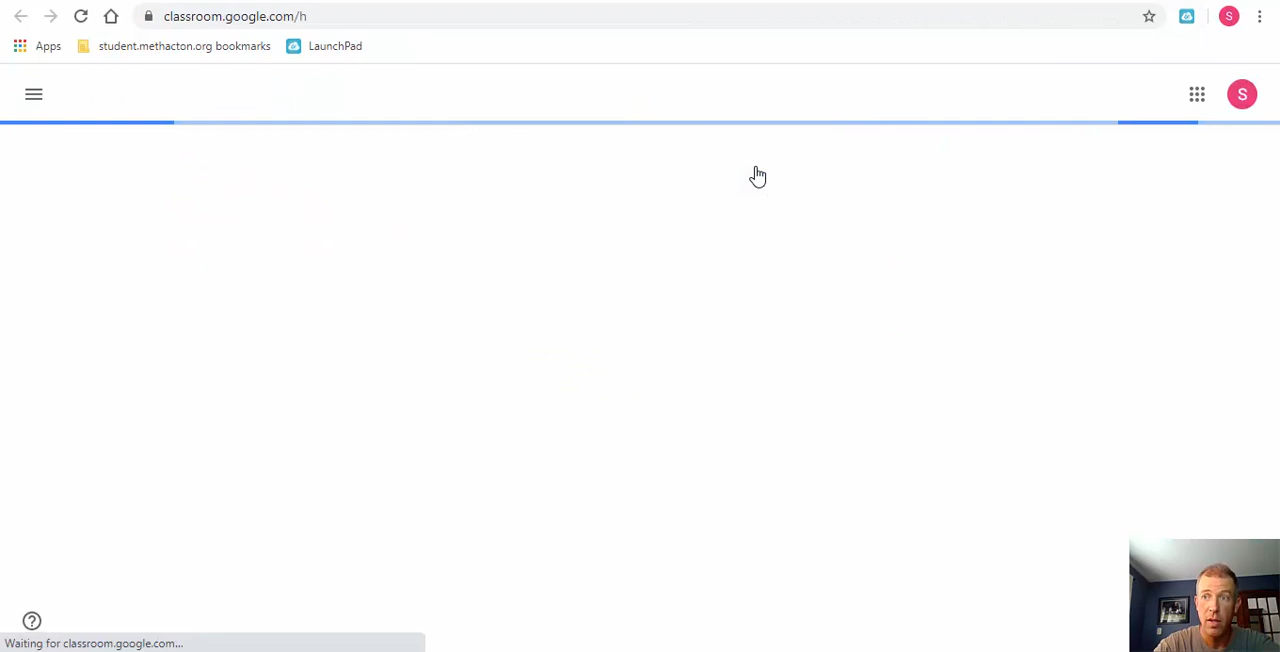 classroom.google.com/h
S
Apps
student.methacton.org bookmarks
LaunchPad
S
Waiting for classroom.google.com...